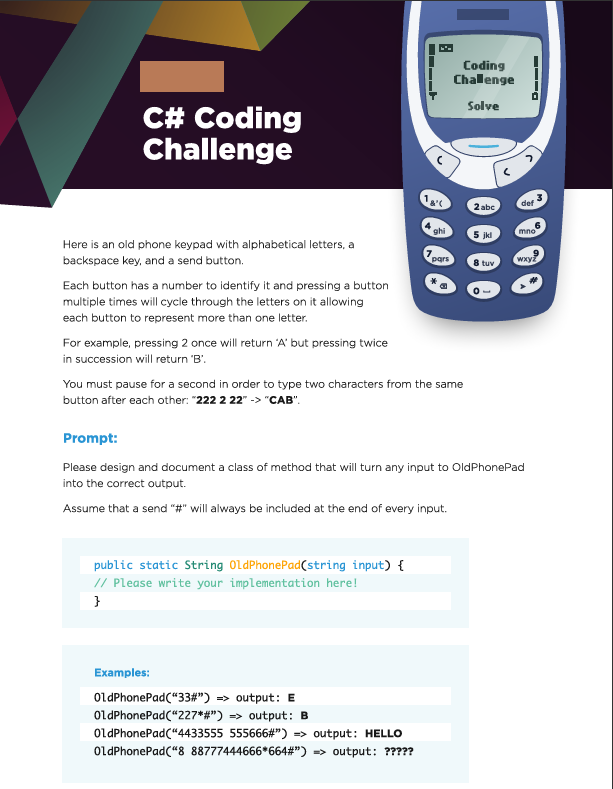 Coding
Challenge
Solve
C# Coding
Challenge
1 &'(
2 abc
def 3
4 ghi
5 jkl
mno 6
7 pqrs
8 tuv
wxyz 9
*
0
#
Here is an old phone keypad with alphabetical letters, a
backspace key, and a send button.
Each button has a number to identify it and pressing a button
multiple times will cycle through the letters on it allowing
each button to represent more than one letter.
For example, pressing 2 once will return ‘A’ but pressing twice
in succession will return ‘B’.
You must pause for a second in order to type two characters from the same
button after each other: “222 2 22” -> “CAB”.
Prompt:
Please design and document a class of method that will turn any input to OldPhonePad
into the correct output.
Assume that a send “#” will always be included at the end of every input.
public static String OldPhonePad(string input) {
// Please write your implementation here!
}
Examples:
OldPhonePad(“33#”) => output: E
OldPhonePad(“227*#”) => output: B
OldPhonePad(“4433555 555666#”) => output: HELLO
OldPhonePad(“8 88777444666*664#”) => output: ?????